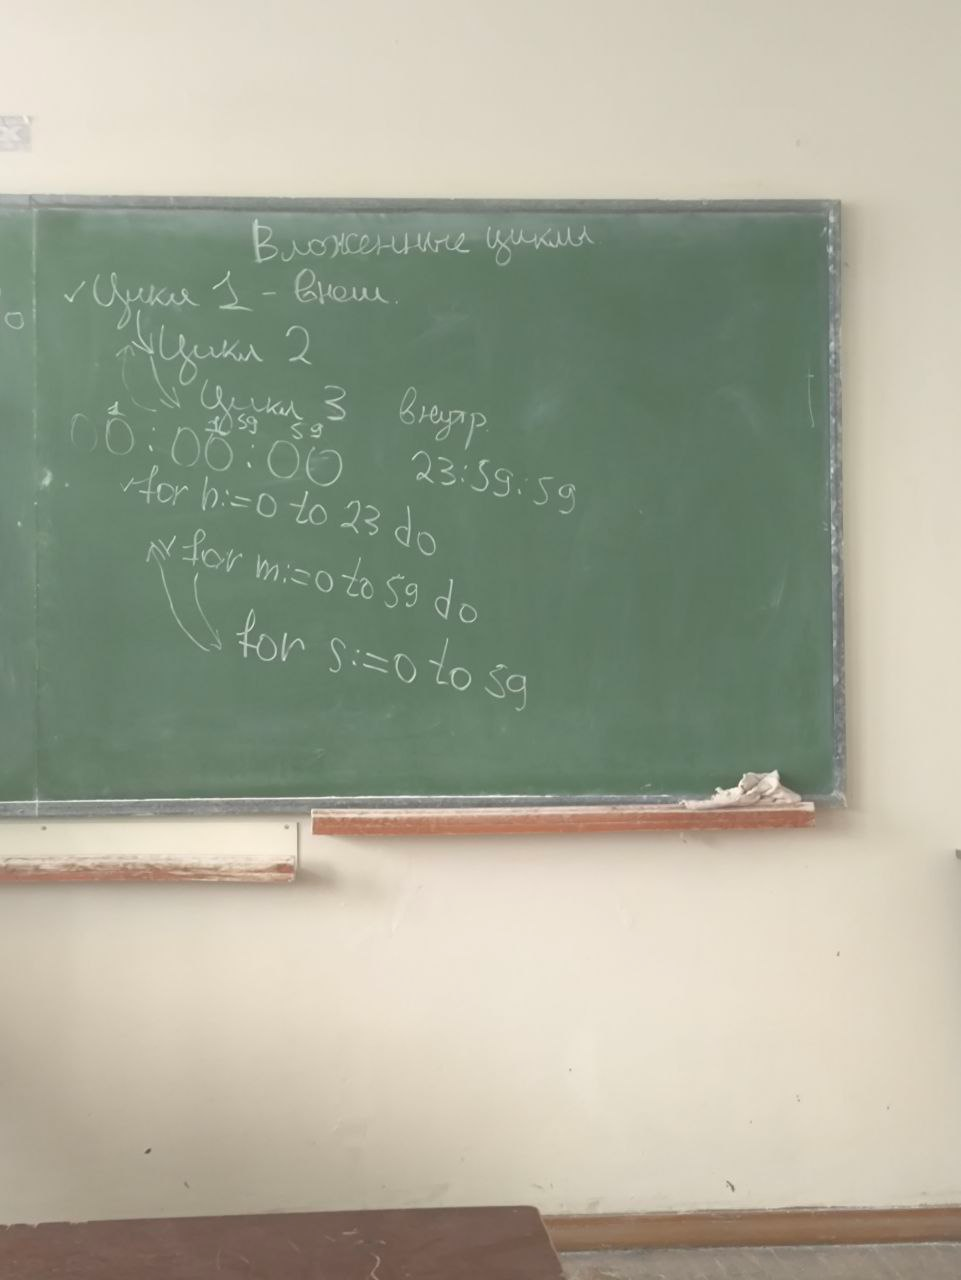 Вложенные циклы
✓ Цикл 1 - внеш.
Цикл 2
Цикл 3 внутр.
1 1 59 59
00:00:00 23:59:59
for h:=0 to 23 do
for m:=0 to 59 do
for s:=0 to 59